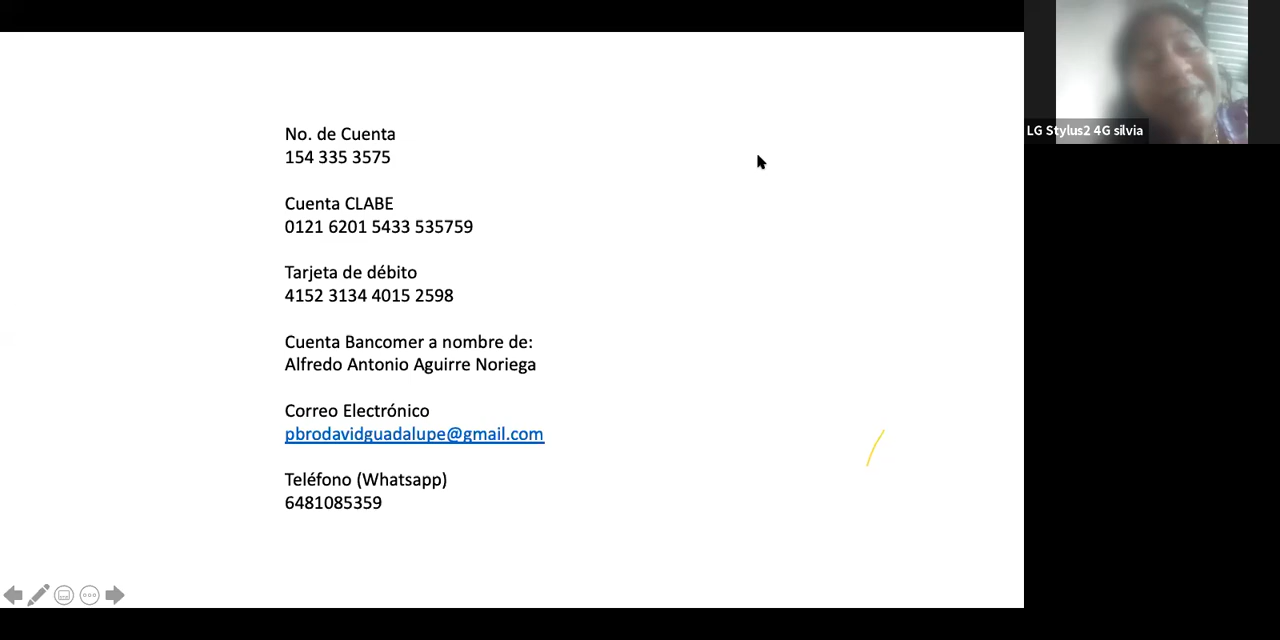 No. de Cuenta
154 335 3575
Cuenta CLABE
0121 6201 5433 535759
Tarjeta de débito
4152 3134 4015 2598
Cuenta Bancomer a nombre de:
Alfredo Antonio Aguirre Noriega
Correo Electrónico
pbrodavidguadalupe@gmail.com
Teléfono (Whatsapp)
6481085359
LG Stylus2 4G silvia